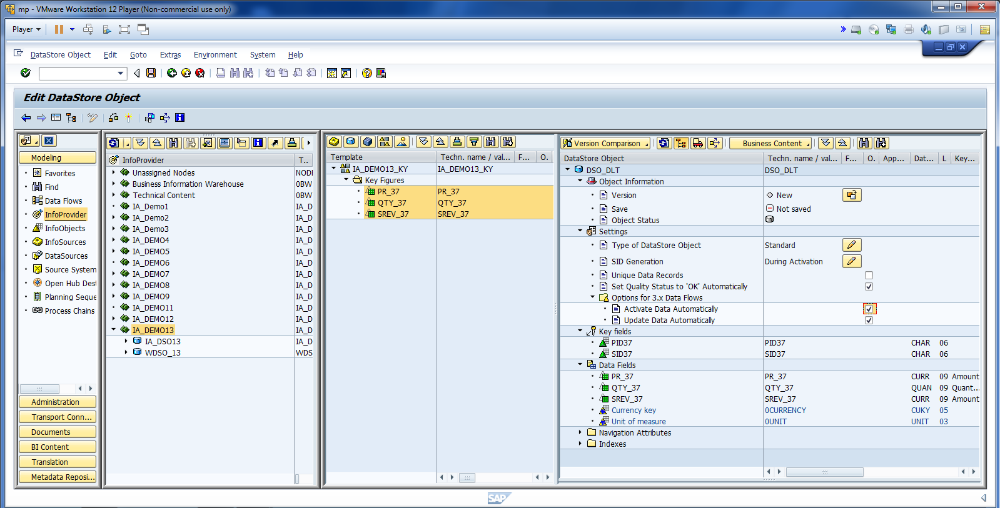 mp - VMware Workstation 12 Player (Non-commercial use only)
Player
DataStore Object Edit Goto Extras Environment System Help
Edit DataStore Object
Modeling
Favorites
Find
Data Flows
InfoProvider
InfoObjects
InfoSources
DataSources
Source System
Open Hub Dest
Planning Seque
Process Chains
Administration
Transport Conn...
Documents
BI Content
Translation
Metadata Reposi...
InfoProvider T..
Unassigned Nodes NODI
Business Information Warehouse 0BW
Technical Content 0BW
IA_Demo1 IA_D
IA_Demo2 IA_D
IA_Demo3 IA_D
IA_DEMO4 IA_D
IA_DEMO5 IA_D
IA_DEMO6 IA_D
IA_DEMO7 IA_D
IA_DEMO8 IA_D
IA_DEMO9 IA_D
IA_DEMO11 IA_D
IA_DEMO12 IA_D
IA_DEMO13 IA_D
IA_DSO13 IA_D
WDSO_13 WDS
Template Techn. name / val... F... O.
IA_DEMO13_KY IA_DEMO13_KY
Key Figures
PR_37 PR_37
QTY_37 QTY_37
SREV_37 SREV_37
Version Comparison Business Content
DataStore Object Techn. name / val... F... O. App... Dat... L Key...
DSO_DLT DSO_DLT
Object Information
Version New
Save Not saved
Object Status
Settings
Type of DataStore Object Standard
SID Generation During Activation
Unique Data Records
Set Quality Status to 'OK' Automatically
Options for 3.x Data Flows
Activate Data Automatically
Update Data Automatically
Key fields
PID37 PID37 CHAR 06
SID37 SID37 CHAR 06
Data Fields
PR_37 PR_37 CURR 09 Amount
QTY_37 QTY_37 QUAN 09 Quant...
SREV_37 SREV_37 CURR 09 Amount
Currency key 0CURRENCY CUKY 05
Unit of measure 0UNIT UNIT 03
Navigation Attributes
Indexes
SAP